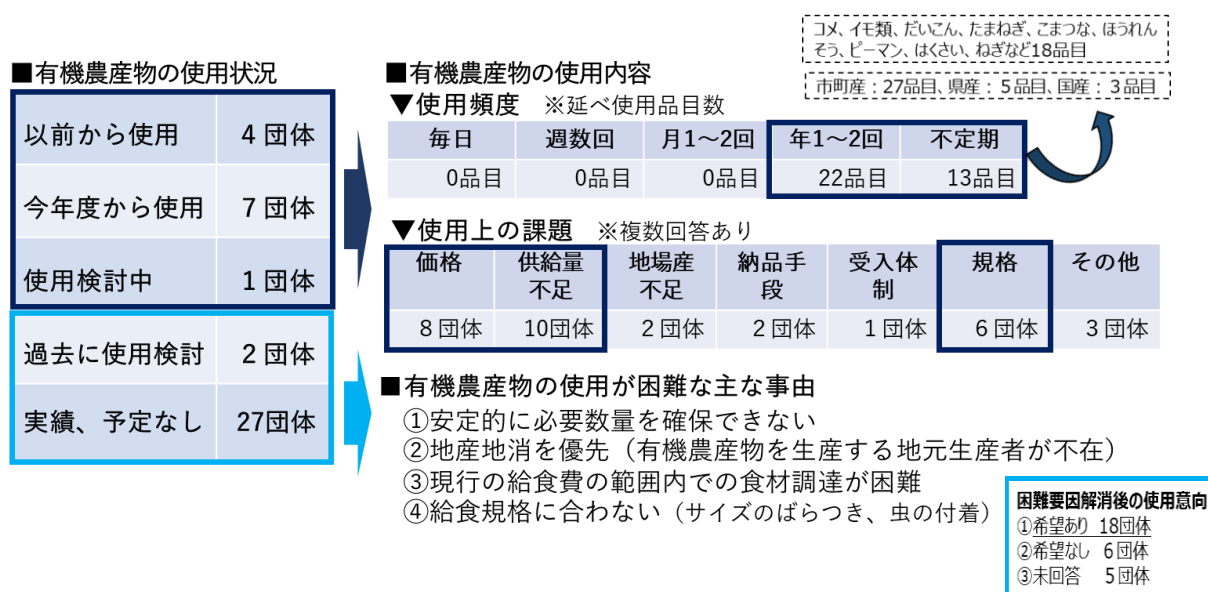 コメ、イモ類、だいこん、たまねぎ、こまつな、ほうれん
そう、ピーマン、はくさい、ねぎなど18品目
市町産：27品目、県産：５品目、国産：３品目
■有機農産物の使用状況
以前から使用 ４団体
今年度から使用 ７団体
使用検討中 １団体
過去に使用検討 ２団体
実績、予定なし 27団体
■有機農産物の使用内容
▼使用頻度 ※延べ使用品目数
毎日 週数回 月1～2回 年1～2回 不定期
0品目 0品目 0品目 22品目 13品目
▼使用上の課題 ※複数回答あり
価格 供給量 地場産 納品手 受入体 規格 その他
不足 不足 段 制
８団体 10団体 ２団体 ２団体 １団体 ６団体 ３団体
■有機農産物の使用が困難な主な事由
①安定的に必要数量を確保できない
②地産地消を優先（有機農産物を生産する地元生産者が不在）
③現行の給食費の範囲内での食材調達が困難
④給食規格に合わない（サイズのばらつき、虫の付着）
困難要因解消後の使用意向
①希望あり 18団体
②希望なし ６団体
③未回答 ５団体